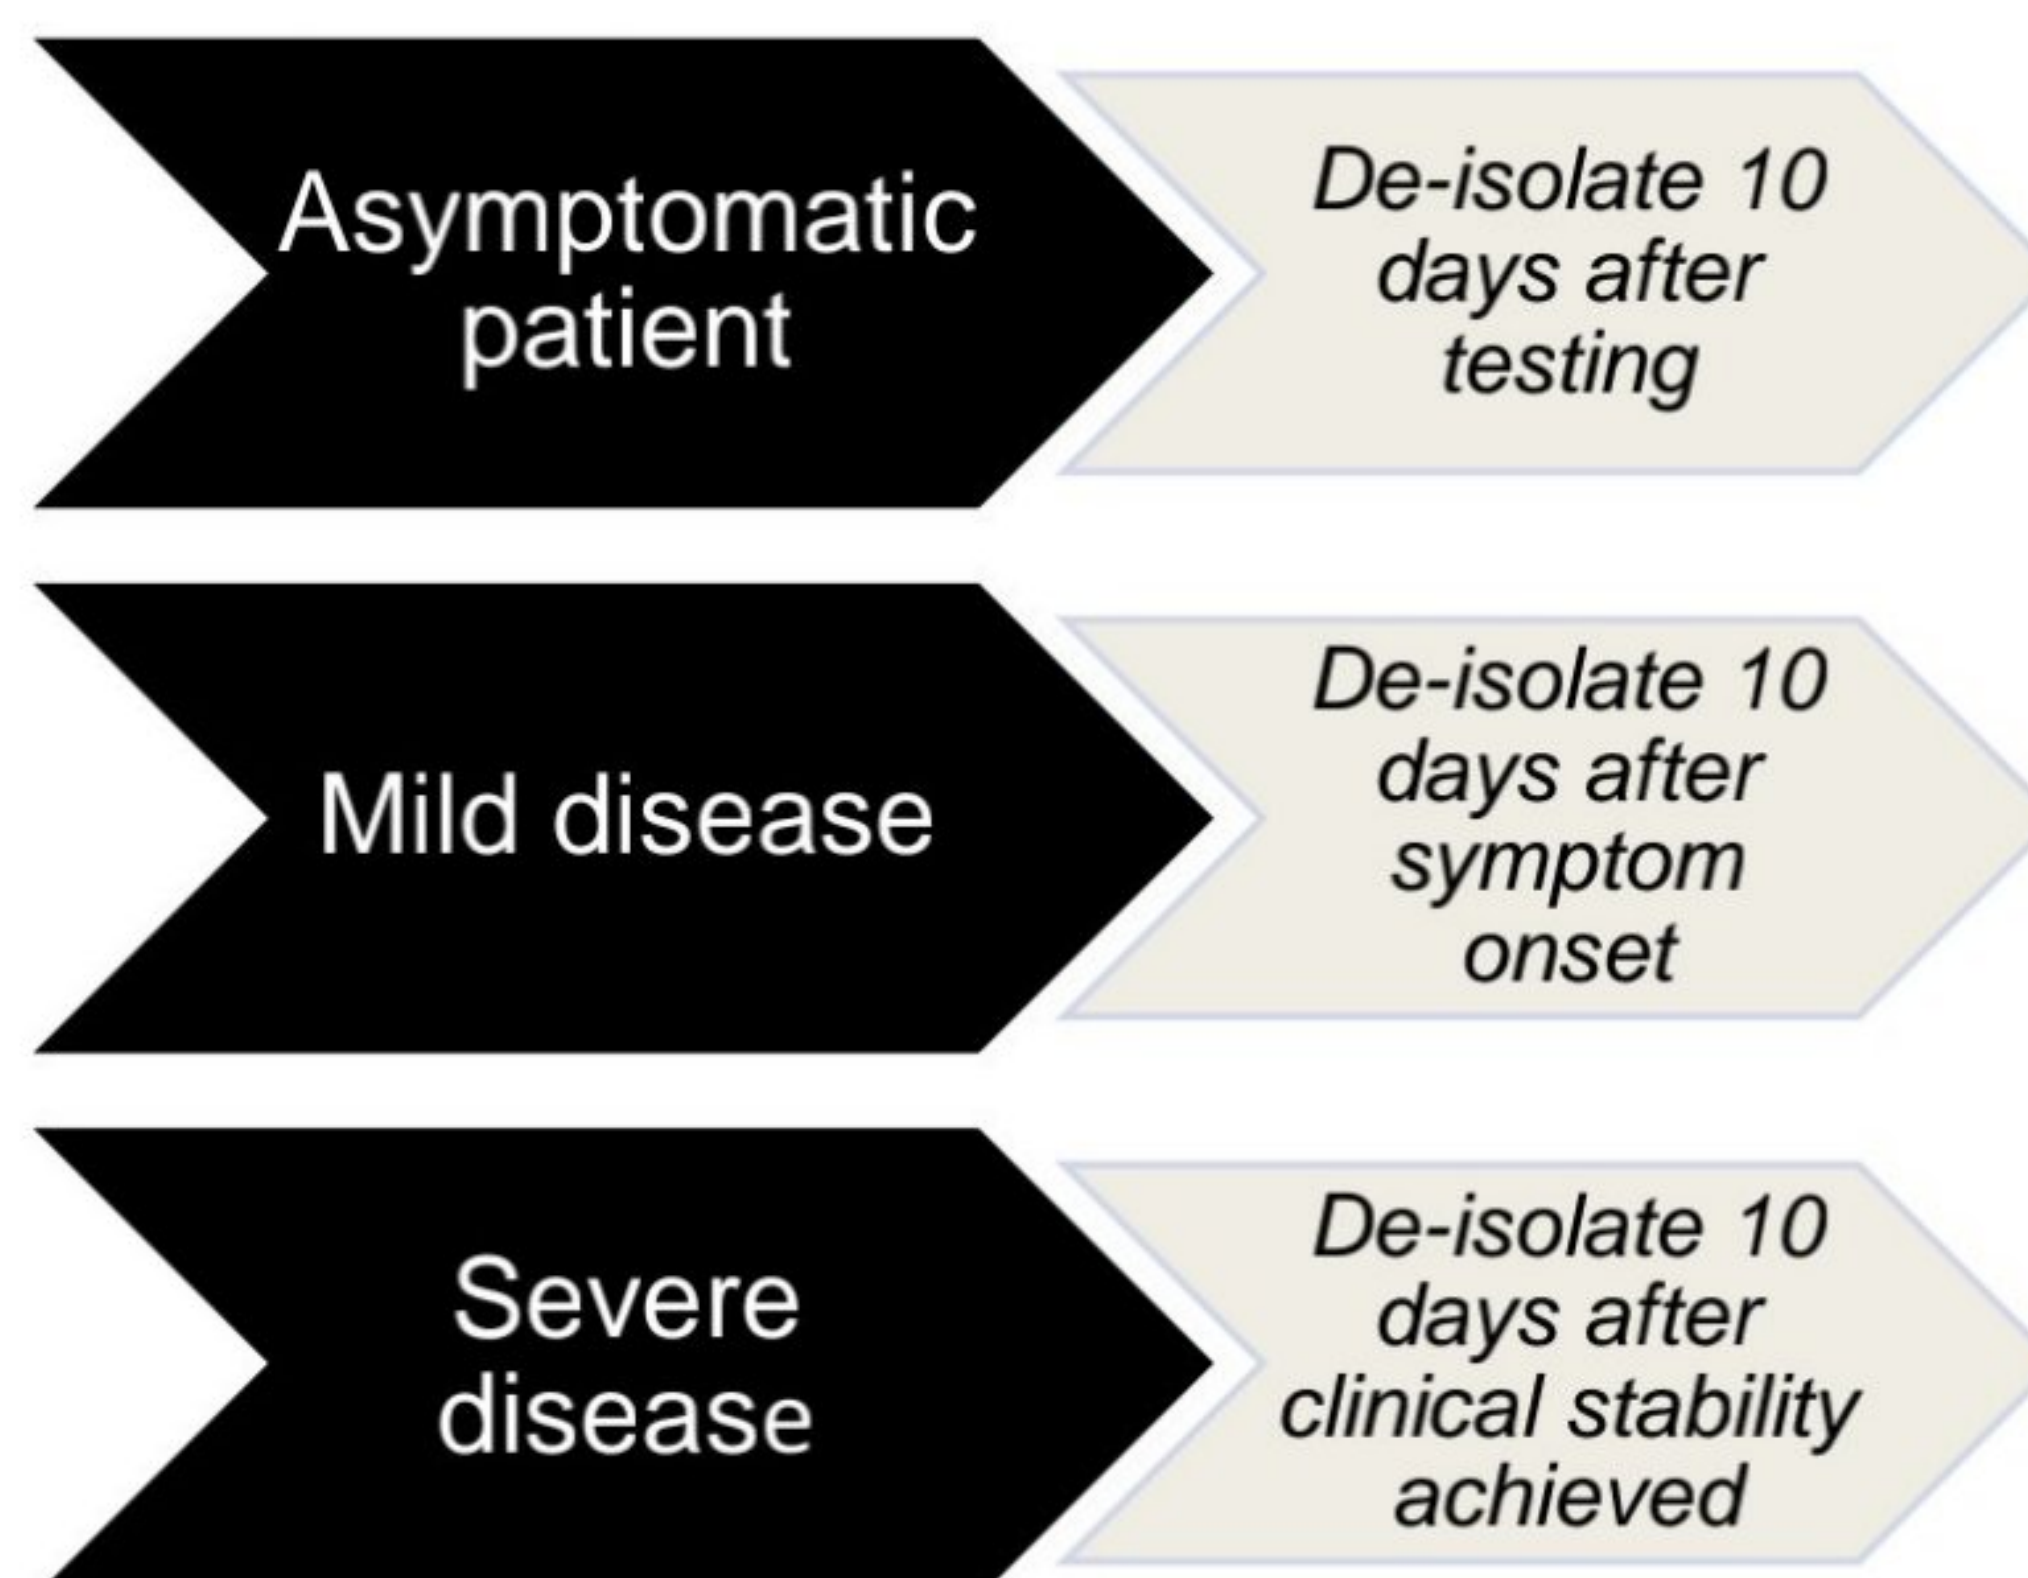 Asymptomatic
patient
De-isolate 10
days after
testing
Mild disease
De-isolate 10
days after
symptom
onset
Severe
disease
De-isolate 10
days after
clinical stability
achieved